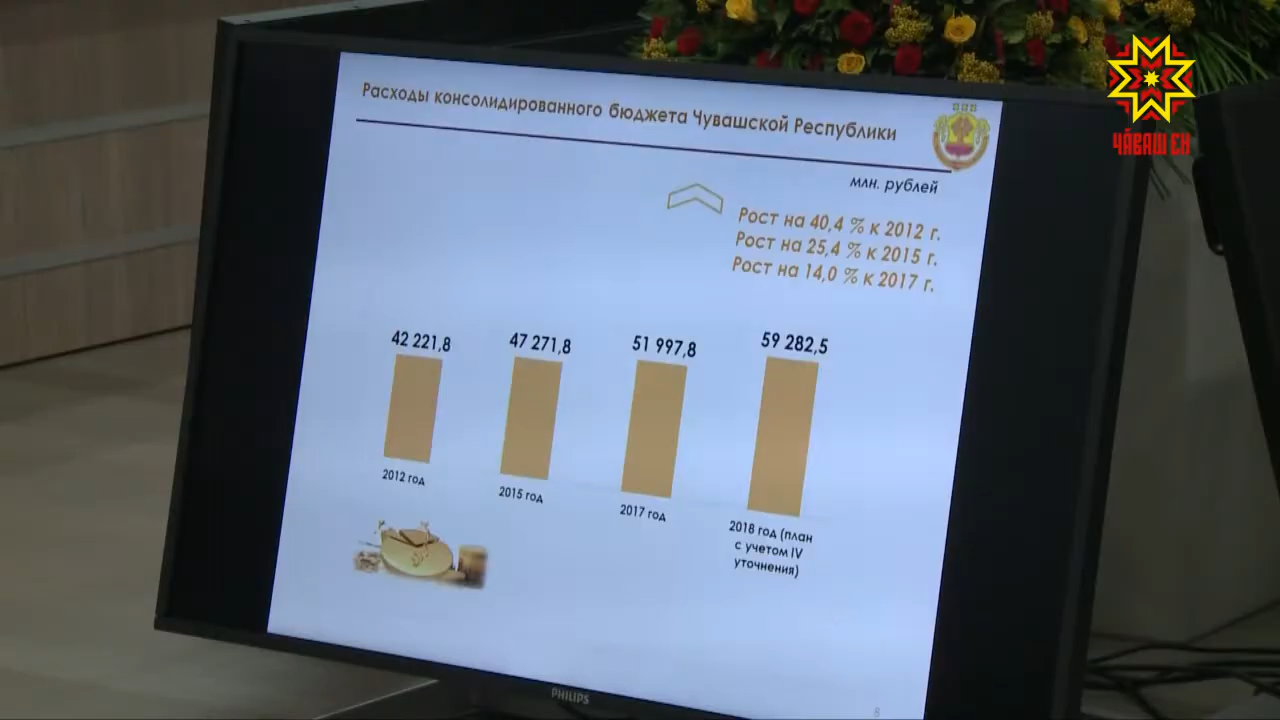 Расходы консолидированного бюджета Чувашской Республики
млн. рублей
Рост на 40,4 % к 2012 г.
Рост на 25,4 % к 2015 г.
Рост на 14,0 % к 2017 г.
42 221,8
47 271,8
51 997,8
59 282,5
2012 год
2015 год
2017 год
2018 год (план
с учетом IV
уточнения)
PHILIPS
ЧӐВАШ ЕН